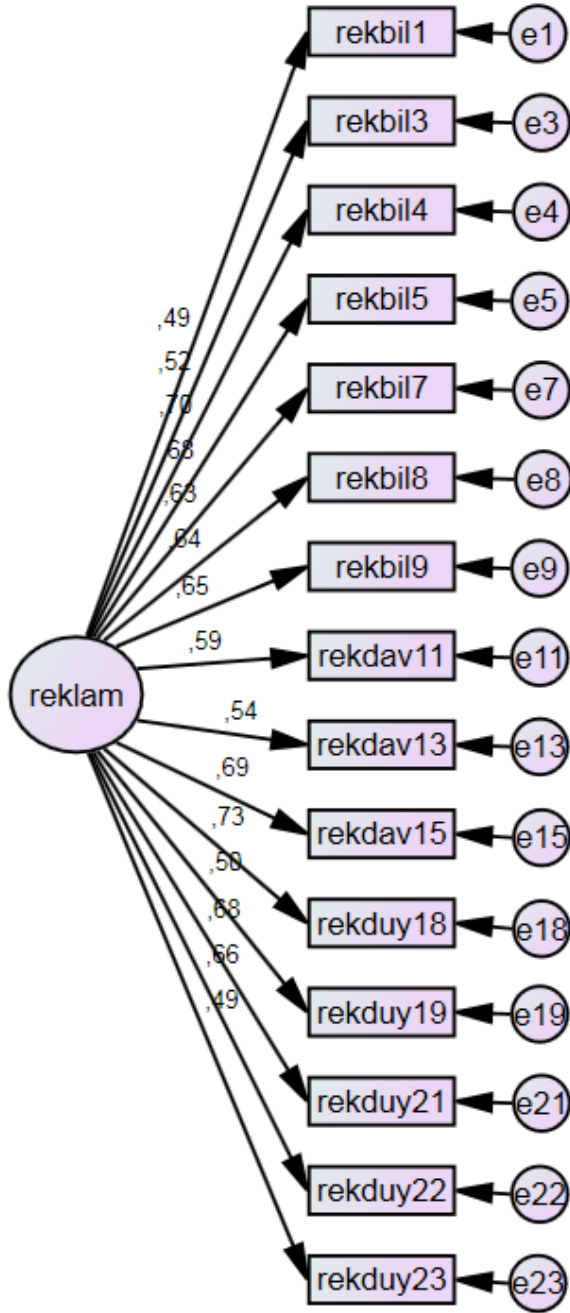 rekbil1 e1
rekbil3 e3
rekbil4 e4
rekbil5 e5
,49
,52
,70
,68
rekbil7 e7
,63
rekbil8 e8
,64
,65
rekbil9 e9
,59
rekdav11 e11
reklam
,54
rekdav13 e13
,69
,73
rekdav15 e15
,50
,68
rekduy18 e18
,66
,49
rekduy19 e19
rekduy21 e21
rekduy22 e22
rekduy23 e23